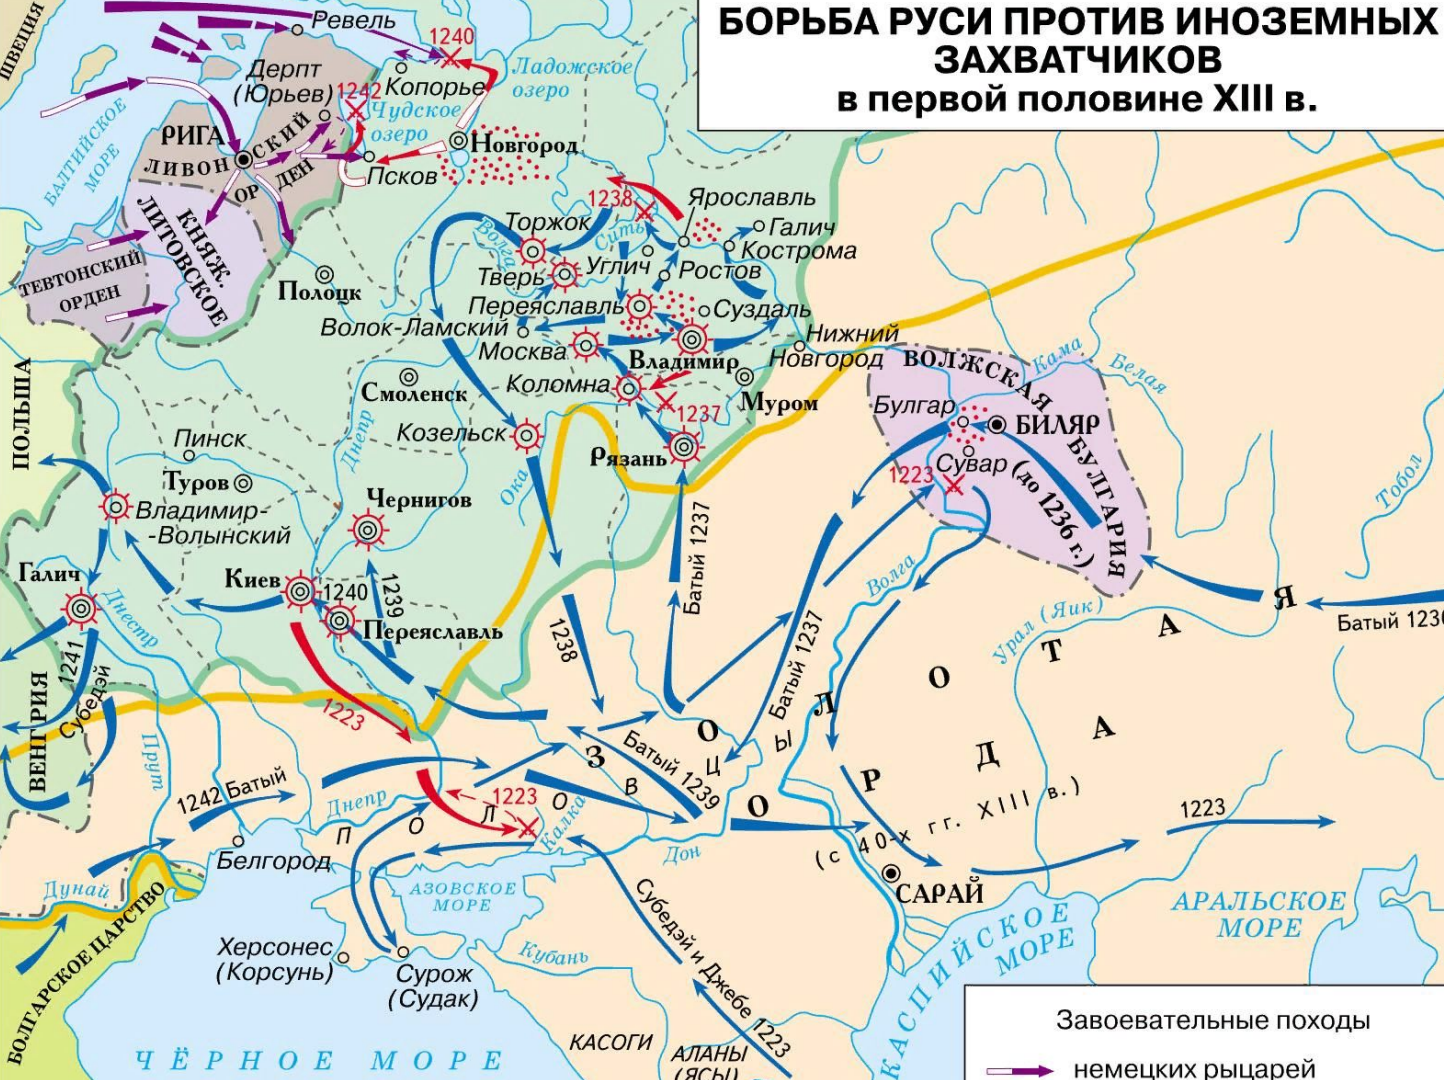 БОРЬБА РУСИ ПРОТИВ ИНОЗЕМНЫХ
ЗАХВАТЧИКОВ
в первой половине XIII в.
ШВЕЦИЯ
Ревель
1240
Ладожское
озеро
Дерпт
(Юрьев)
1242
Копорье
Чудское
озеро
БАЛТИЙСКОЕ
МОРЕ
РИГА
ЛИВОНСКИЙ
ОРДЕН
Новгород
Псков
КНЯЖ.
ЛИТОВСКОЕ
ТЕВТОНСКИЙ
ОРДЕН
Полоцк
1238
Ярославль
Торжок
Волга
Сить
Галич
Кострома
Тверь
Углич
Ростов
Переяславль
Суздаль
Волок-Ламский
Москва
Владимир
Нижний
Новгород
Смоленск
Коломна
1237
Муром
ПОЛЬША
Днепр
Козельск
Рязань
Ока
Пинск
Туров
Чернигов
Владимир-
-Волынский
ВОЛЖСКАЯ
БУЛГАРИЯ
(до 1236 г.)
Кама
Белая
Булгар
БИЛЯР
Сувар
1223
Тобол
Батый 1237
Галич
Киев
1240
1239
Переяславль
Днестр
1241
Субедэй
ВЕНГРИЯ
1223
1238
Батый 1237
Волга
Урал (Яик)
Батый 1236
ЗОЛОТАЯ
ОРДА
(с 40-х гг. XIII в.)
ПОЛОВЦЫ
Прут
1242 Батый
Днепр
Батый 1239
1223
Калка
Дон
1223
Белгород
Дунай
БОЛГАРСКОЕ ЦАРСТВО
АЗОВСКОЕ
МОРЕ
САРАЙ
АРАЛЬСКОЕ
МОРЕ
КАСПИЙСКОЕ
МОРЕ
Херсонес
(Корсунь)
Сурож
(Судак)
Кубань
Субедэй и Джебе 1223
КАСОГИ
АЛАНЫ
(ЯСЫ)
ЧЁРНОЕ МОРЕ
Завоевательные походы
немецких рыцарей